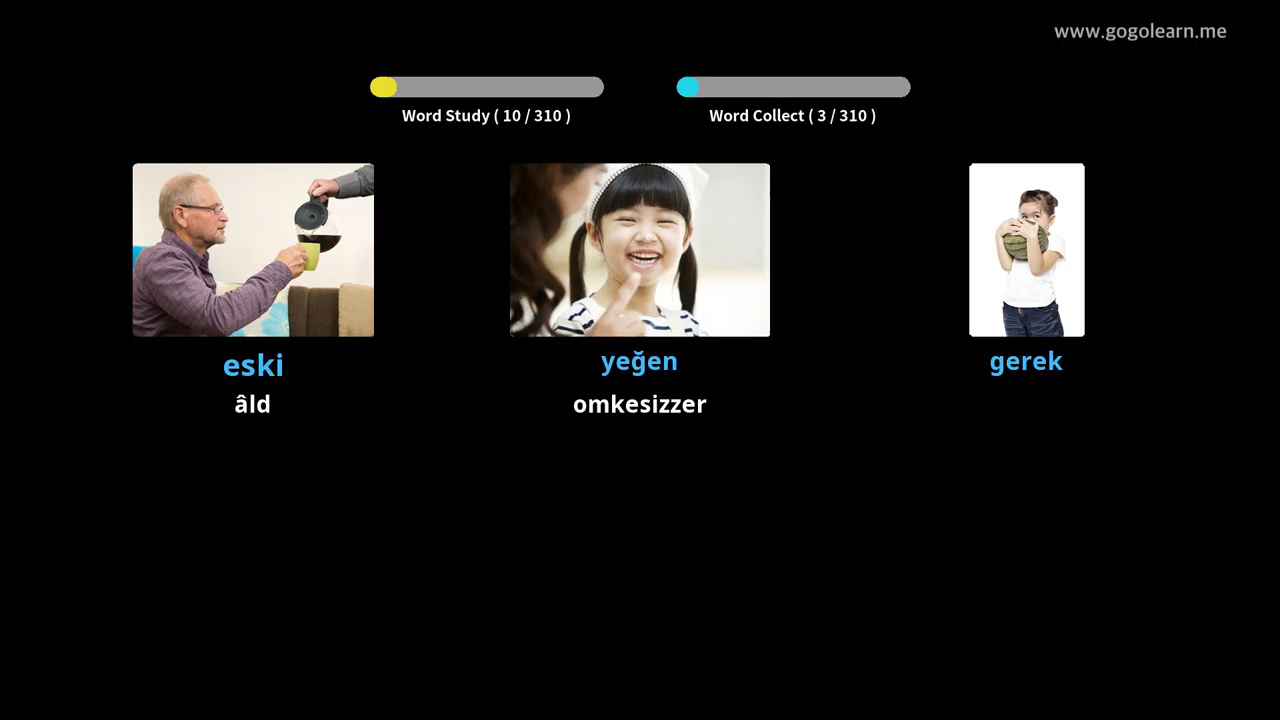 www.gogolearn.me
Word Study ( 10 / 310 )
Word Collect ( 3 / 310 )
eski
yeğen
gerek
âld
omkesizzer